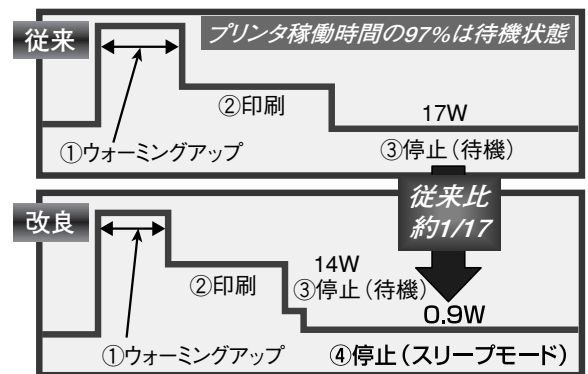 従来
プリンタ稼働時間の97%は待機状態
②印刷
17W
①ウォーミングアップ
③停止（待機）
従来比
約1/17
改良
14W
②印刷
③停止（待機）
0.9W
①ウォーミングアップ
④停止（スリープモード）